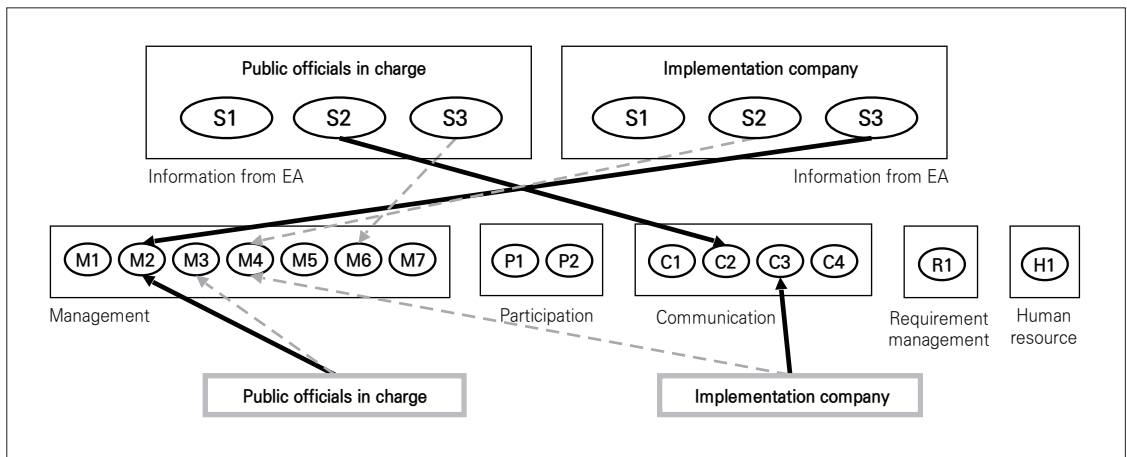 Public officials in charge
Implementation company
S1 S2 S3
S1 S2 S3
Information from EA
Information from EA
M1 M2 M3 M4 M5 M6 M7
P1 P2
C1 C2 C3 C4
R1
H1
Management
Participation
Communication
Requirement
management
Human
resource
Public officials in charge
Implementation company